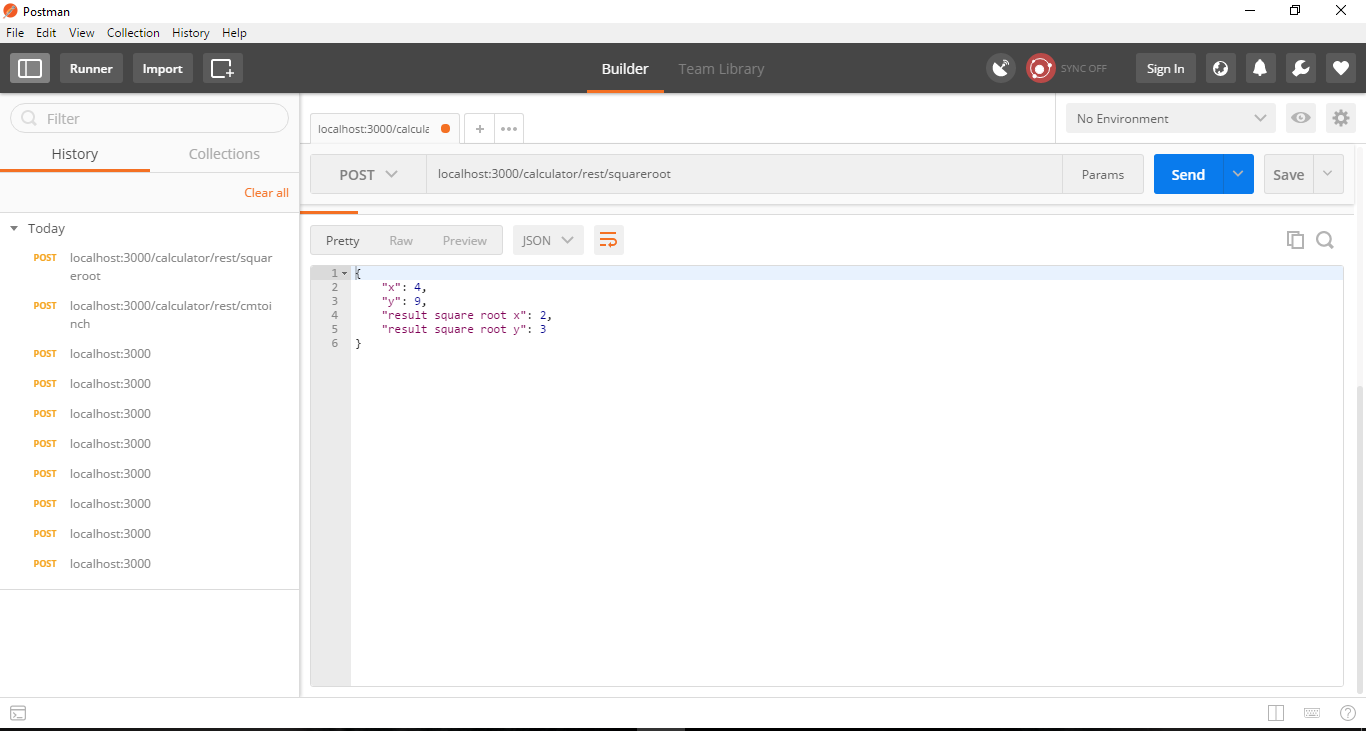 Postman
File Edit View Collection History Help
Runner Import Builder Team Library SYNC OFF Sign In
Filter
History Collections
Clear all
Today
POST localhost:3000/calculator/rest/squar
eroot
POST localhost:3000/calculator/rest/cmtoi
nch
POST localhost:3000
POST localhost:3000
POST localhost:3000
POST localhost:3000
POST localhost:3000
POST localhost:3000
POST localhost:3000
POST localhost:3000
localhost:3000/calcula + •••
No Environment
POST localhost:3000/calculator/rest/squareroot Params Send Save
Pretty Raw Preview JSON
1 {
2 "x": 4,
3 "y": 9,
4 "result square root x": 2,
5 "result square root y": 3
6 }